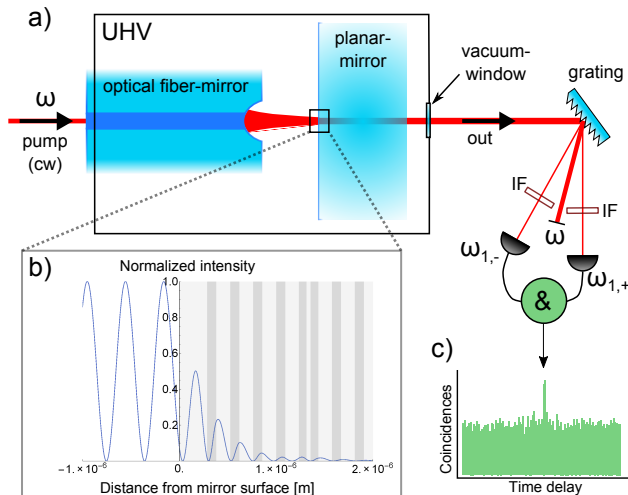 a)
UHV
optical fiber-mirror
planar-
mirror
vacuum-
window
grating
ω
pump
(cw)
out
IF
IF
ω
ω1,-
ω1,+
&
b)
Normalized intensity
1.0
0.8
0.6
0.4
0.2
-1. × 10-6
0.
1. × 10-6
2. × 10-6
Distance from mirror surface [m]
c)
Coincidences
Time delay